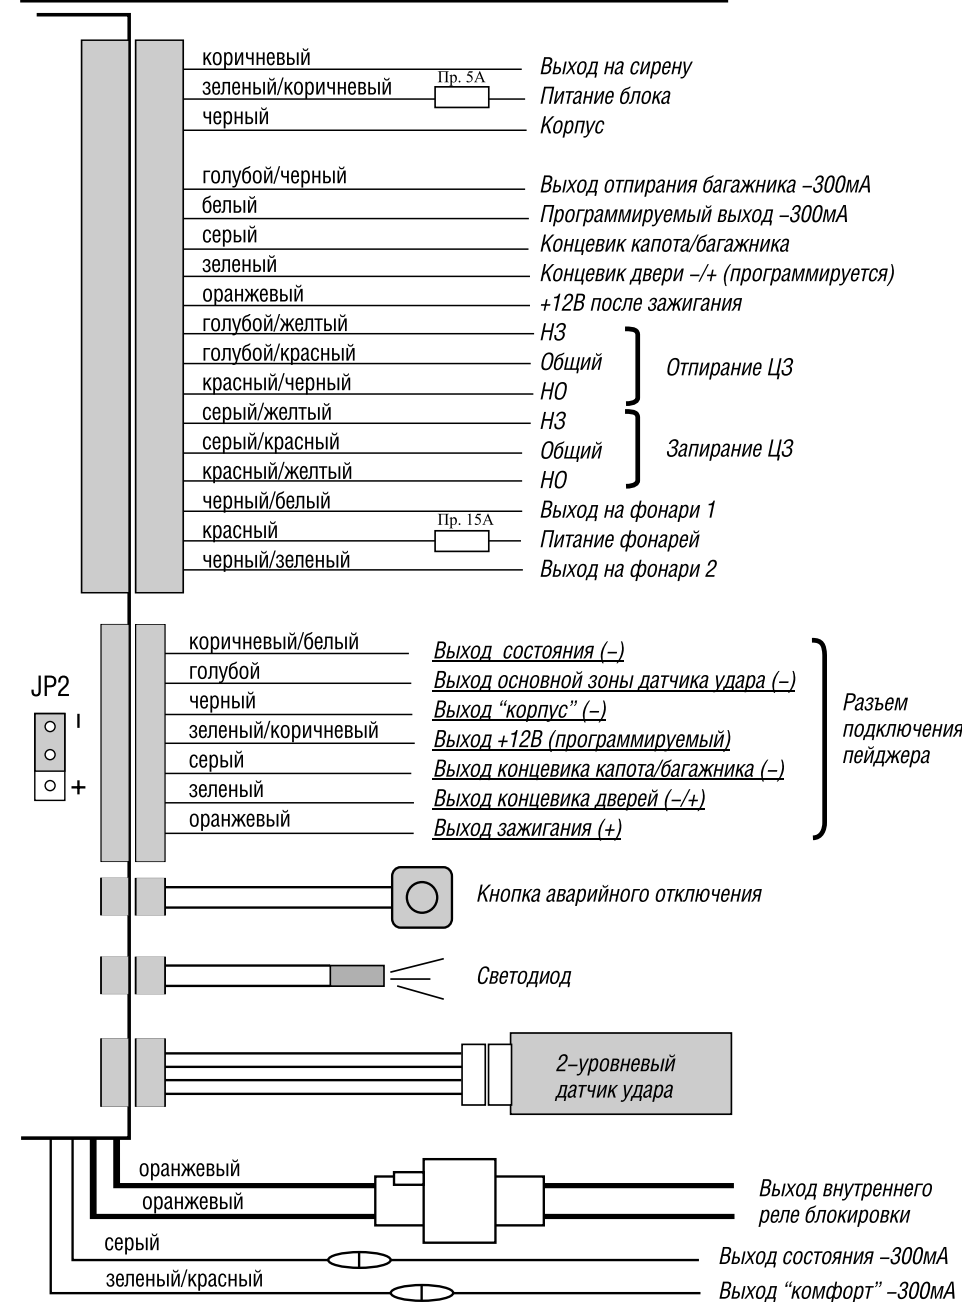 коричневый Выход на сирену
зеленый/коричневый Пр. 5А Питание блока
черный Корпус
голубой/черный Выход отпирания багажника –300мА
белый Программируемый выход –300мА
серый Концевик капота/багажника
зеленый Концевик двери –/+ (программируется)
оранжевый +12В после зажигания
голубой/желтый НЗ
голубой/красный Общий Отпирание ЦЗ
красный/черный НО
серый/желтый НЗ
серый/красный Общий Запирание ЦЗ
красный/желтый НО
черный/белый Выход на фонари 1
красный Пр. 15А Питание фонарей
черный/зеленый Выход на фонари 2
коричневый/белый Выход состояния (–)
голубой Выход основной зоны датчика удара (–)
черный Выход “корпус” (–)
зеленый/коричневый Выход +12В (программируемый)
серый Выход концевика капота/багажника (–)
зеленый Выход концевика дверей (–/+)
оранжевый Выход зажигания (+)
Разъем
подключения
пейджера
JP2
–
+
Кнопка аварийного отключения
Светодиод
2–уровневый
датчик удара
оранжевый
оранжевый
Выход внутреннего
реле блокировки
серый Выход состояния –300мА
зеленый/красный Выход “комфорт” –300мА